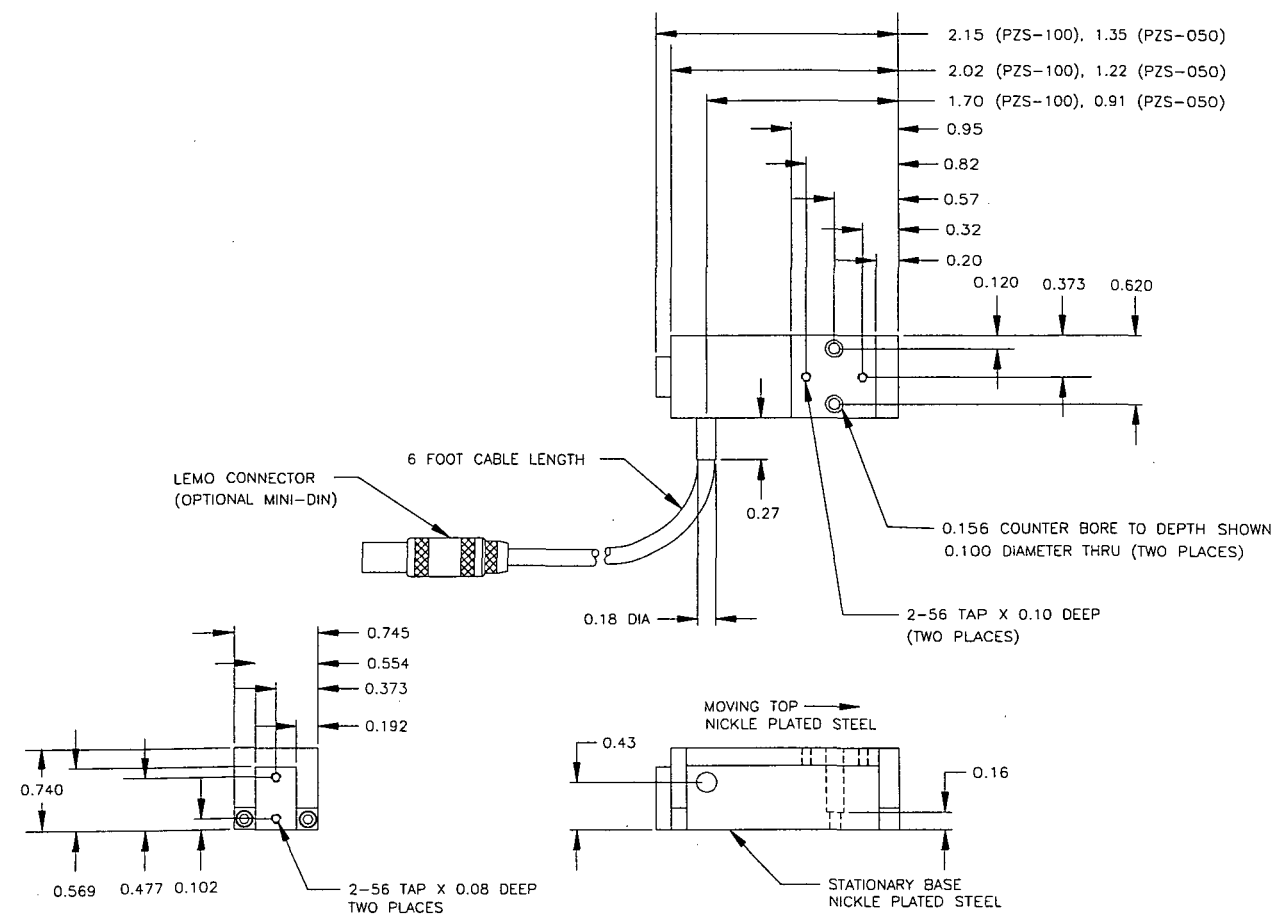 2.15 (PZS-100), 1.35 (PZS-050)
2.02 (PZS-100), 1.22 (PZS-050)
1.70 (PZS-100), 0.91 (PZS-050)
0.95
0.82
0.57
0.32
0.20
0.120 0.373 0.620
6 FOOT CABLE LENGTH
LEMO CONNECTOR
(OPTIONAL MINI-DIN)
0.27
0.156 COUNTER BORE TO DEPTH SHOWN
0.100 DIAMETER THRU (TWO PLACES)
0.18 DIA
2-56 TAP X 0.10 DEEP
(TWO PLACES)
0.745
0.554
0.373
0.192
0.740
0.569 0.477 0.102
2-56 TAP X 0.08 DEEP
TWO PLACES
MOVING TOP
NICKLE PLATED STEEL
0.43
0.16
STATIONARY BASE
NICKLE PLATED STEEL